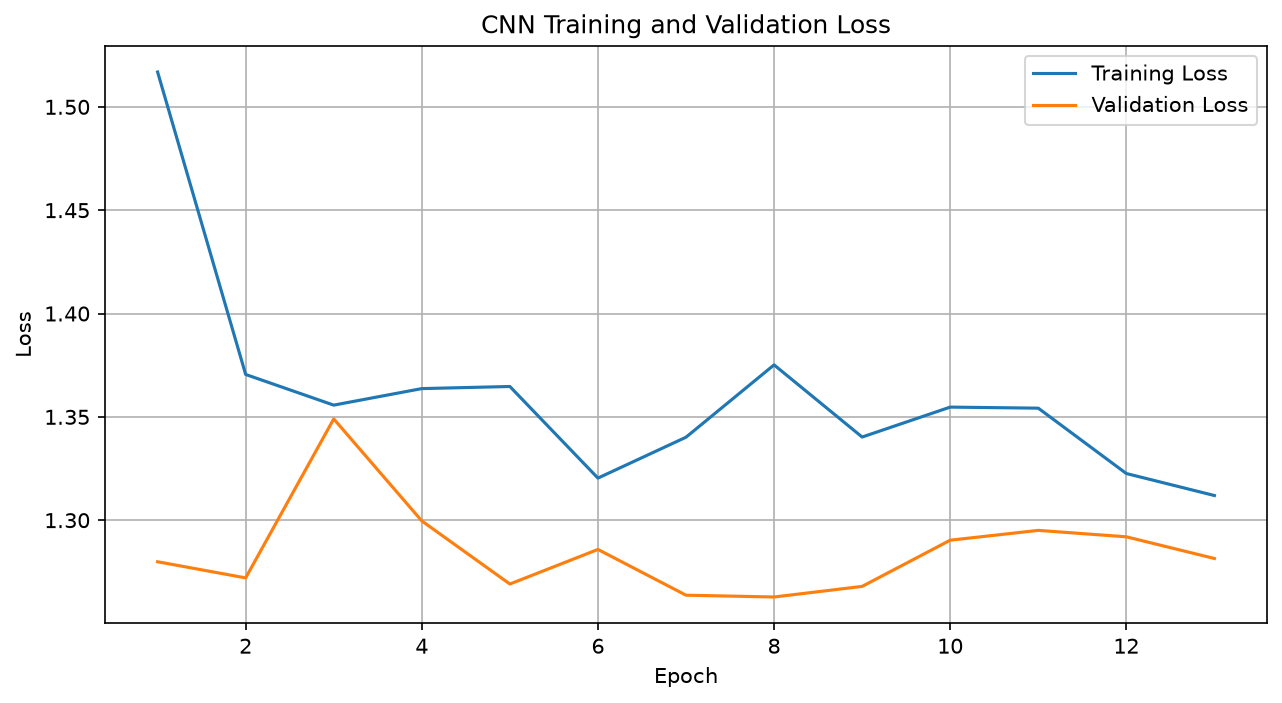 CNN Training and Validation Loss
Training Loss
Validation Loss
1.50
1.45
1.40
1.35
1.30
Loss
2 4 6 8 10 12
Epoch